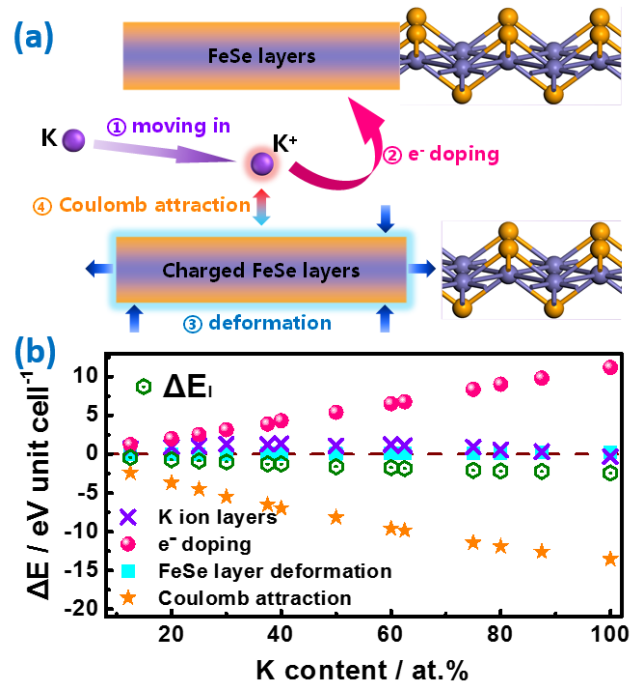 (a)
FeSe layers
K
① moving in
K⁺
② e⁻ doping
④ Coulomb attraction
Charged FeSe layers
③ deformation
(b)
ΔE / eV unit cell⁻¹
10
5
0
-5
-10
-15
-20
ΔEI
K ion layers
e⁻ doping
FeSe layer deformation
Coulomb attraction
20 40 60 80 100
K content / at.%